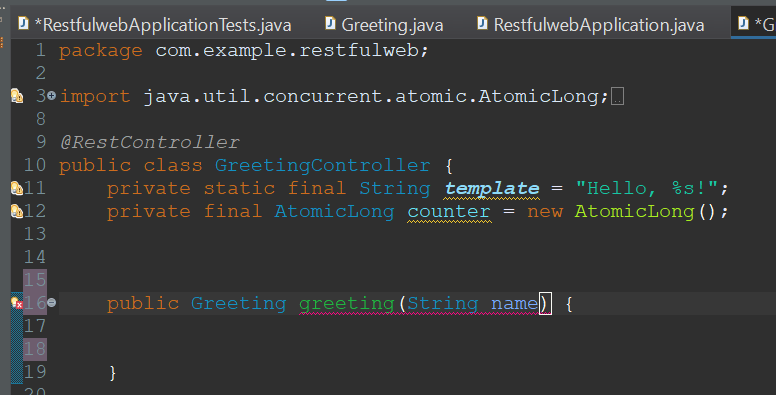 *RestfulwebApplicationTests.java Greeting.java RestfulwebApplication.java *G
1 package com.example.restfulweb;
2
3 import java.util.concurrent.atomic.AtomicLong;
8
9 @RestController
10 public class GreetingController {
11 private static final String template = "Hello, %s!";
12 private final AtomicLong counter = new AtomicLong();
13
14
15
16 public Greeting greeting(String name) {
17
18
19 }
20